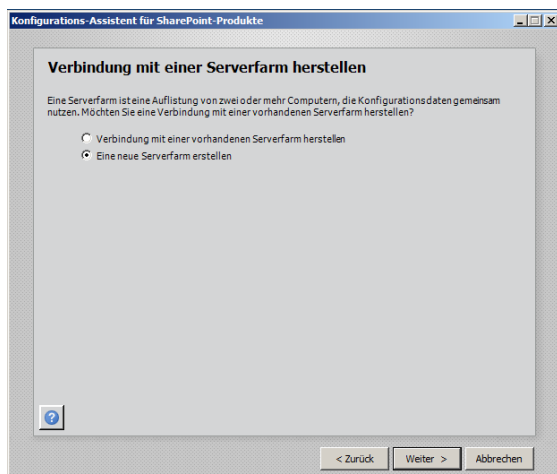 Konfigurations-Assistent für SharePoint-Produkte
Verbindung mit einer Serverfarm herstellen
Eine Serverfarm ist eine Auflistung von zwei oder mehr Computern, die Konfigurationsdaten gemeinsam
nutzen. Möchten Sie eine Verbindung mit einer vorhandenen Serverfarm herstellen?
Verbindung mit einer vorhandenen Serverfarm herstellen
Eine neue Serverfarm erstellen
?
< Zurück
Weiter >
Abbrechen